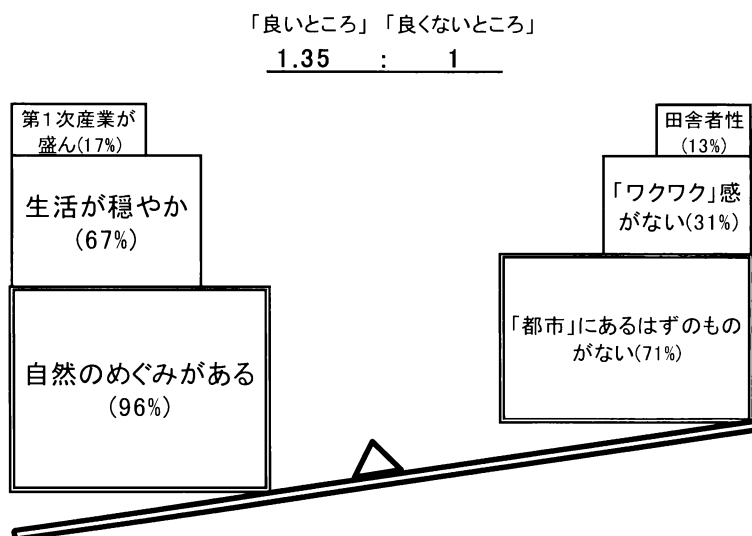 「良いところ」「良くないところ」
1.35 : 1
第1次産業が
盛ん(17%)
生活が穏やか
(67%)
自然のめぐみがある
(96%)
田舎者性
(13%)
「ワクワク」感
がない(31%)
「都市」にあるはずのもの
がない(71%)